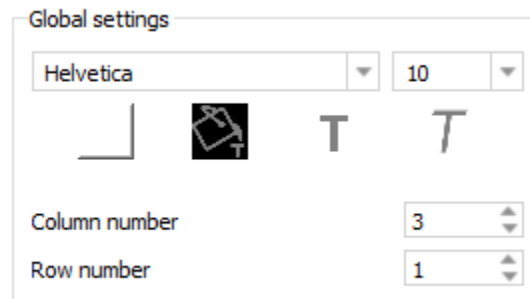 Global settings
Helvetica 10
T T T
Column number 3
Row number 1